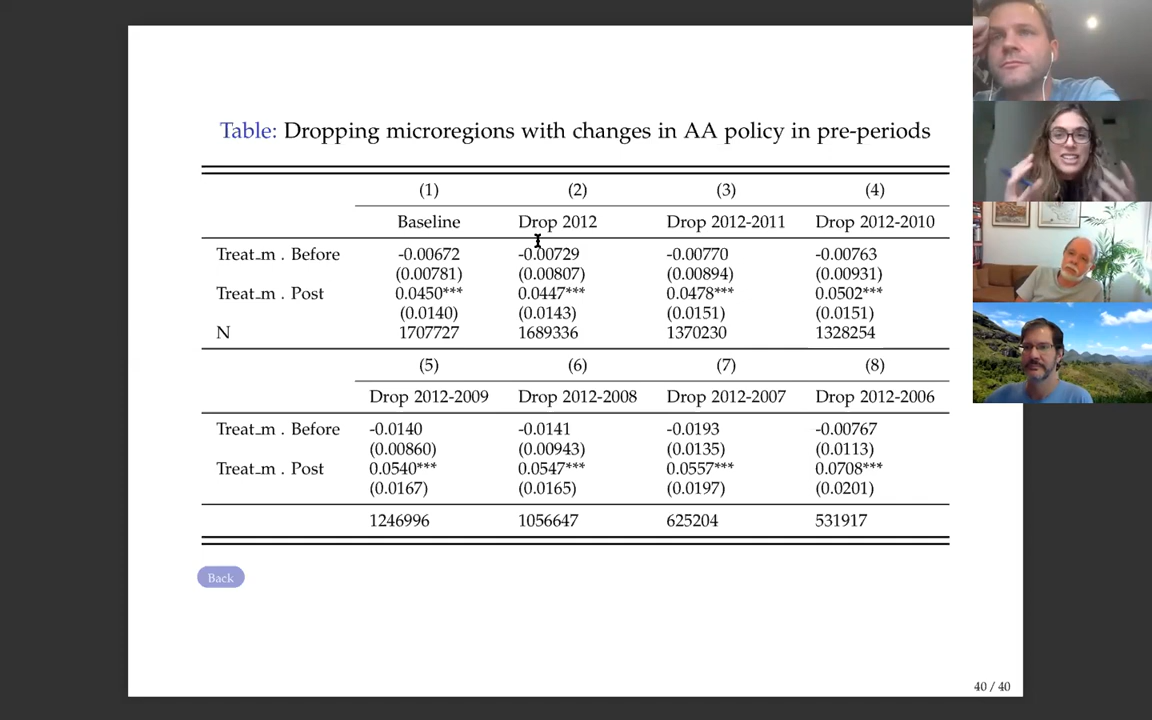 Table: Dropping microregions with changes in AA policy in pre-periods
(1) (2) (3) (4)
Baseline Drop 2012 Drop 2012-2011 Drop 2012-2010
Treat_m . Before -0.00672 -0.00729 -0.00770 -0.00763
(0.00781) (0.00807) (0.00894) (0.00931)
Treat_m . Post 0.0450*** 0.0447*** 0.0478*** 0.0502***
(0.0140) (0.0143) (0.0151) (0.0151)
N 1707727 1689336 1370230 1328254
(5) (6) (7) (8)
Drop 2012-2009 Drop 2012-2008 Drop 2012-2007 Drop 2012-2006
Treat_m . Before -0.0140 -0.0141 -0.0193 -0.00767
(0.00860) (0.00943) (0.0135) (0.0113)
Treat_m . Post 0.0540*** 0.0547*** 0.0557*** 0.0708***
(0.0167) (0.0165) (0.0197) (0.0201)
1246996 1056647 625204 531917
Back
40 / 40